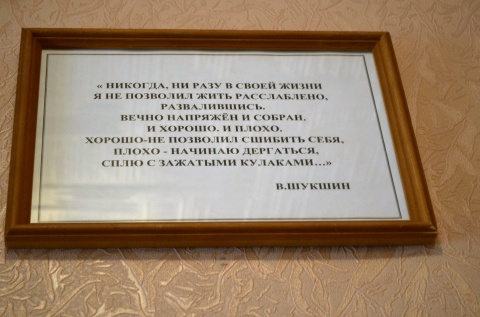 « НИКОГДА, НИ РАЗУ В СВОЕЙ ЖИЗНИ
Я НЕ ПОЗВОЛИЛ ЖИТЬ РАССЛАБЛЕНО,
РАЗВАЛИВШИСЬ.
ВЕЧНО НАПРЯЖЁН И СОБРАН.
И ХОРОШО. И ПЛОХО.
ХОРОШО-НЕ ПОЗВОЛИЛ СШИБИТЬ СЕБЯ,
ПЛОХО - НАЧИНАЮ ДЕРГАТЬСЯ,
СПЛЮ С ЗАЖАТЫМИ КУЛАКАМИ…»
В.ШУКШИН